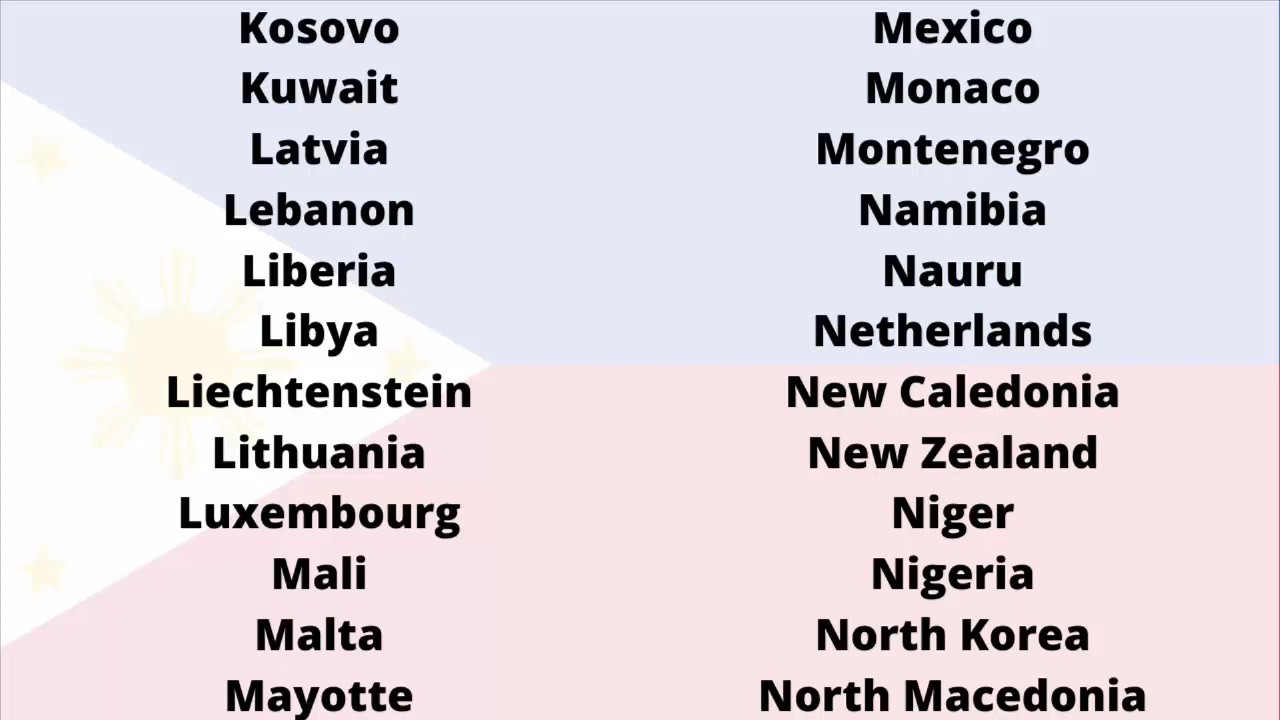 Kosovo
Kuwait
Latvia
Lebanon
Liberia
Libya
Liechtenstein
Lithuania
Luxembourg
Mali
Malta
Mayotte
Mexico
Monaco
Montenegro
Namibia
Nauru
Netherlands
New Caledonia
New Zealand
Niger
Nigeria
North Korea
North Macedonia